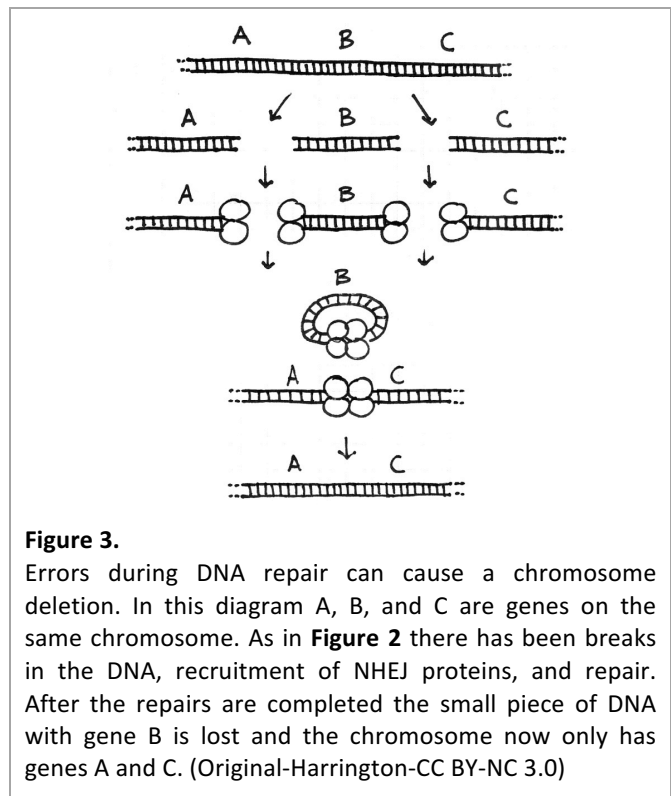 A B C
A B C
A B C
B
A C
A C
Figure 3.
Errors during DNA repair can cause a chromosome
deletion. In this diagram A, B, and C are genes on the
same chromosome. As in Figure 2 there has been breaks
in the DNA, recruitment of NHEJ proteins, and repair.
After the repairs are completed the small piece of DNA
with gene B is lost and the chromosome now only has
genes A and C. (Original-Harrington-CC BY-NC 3.0)